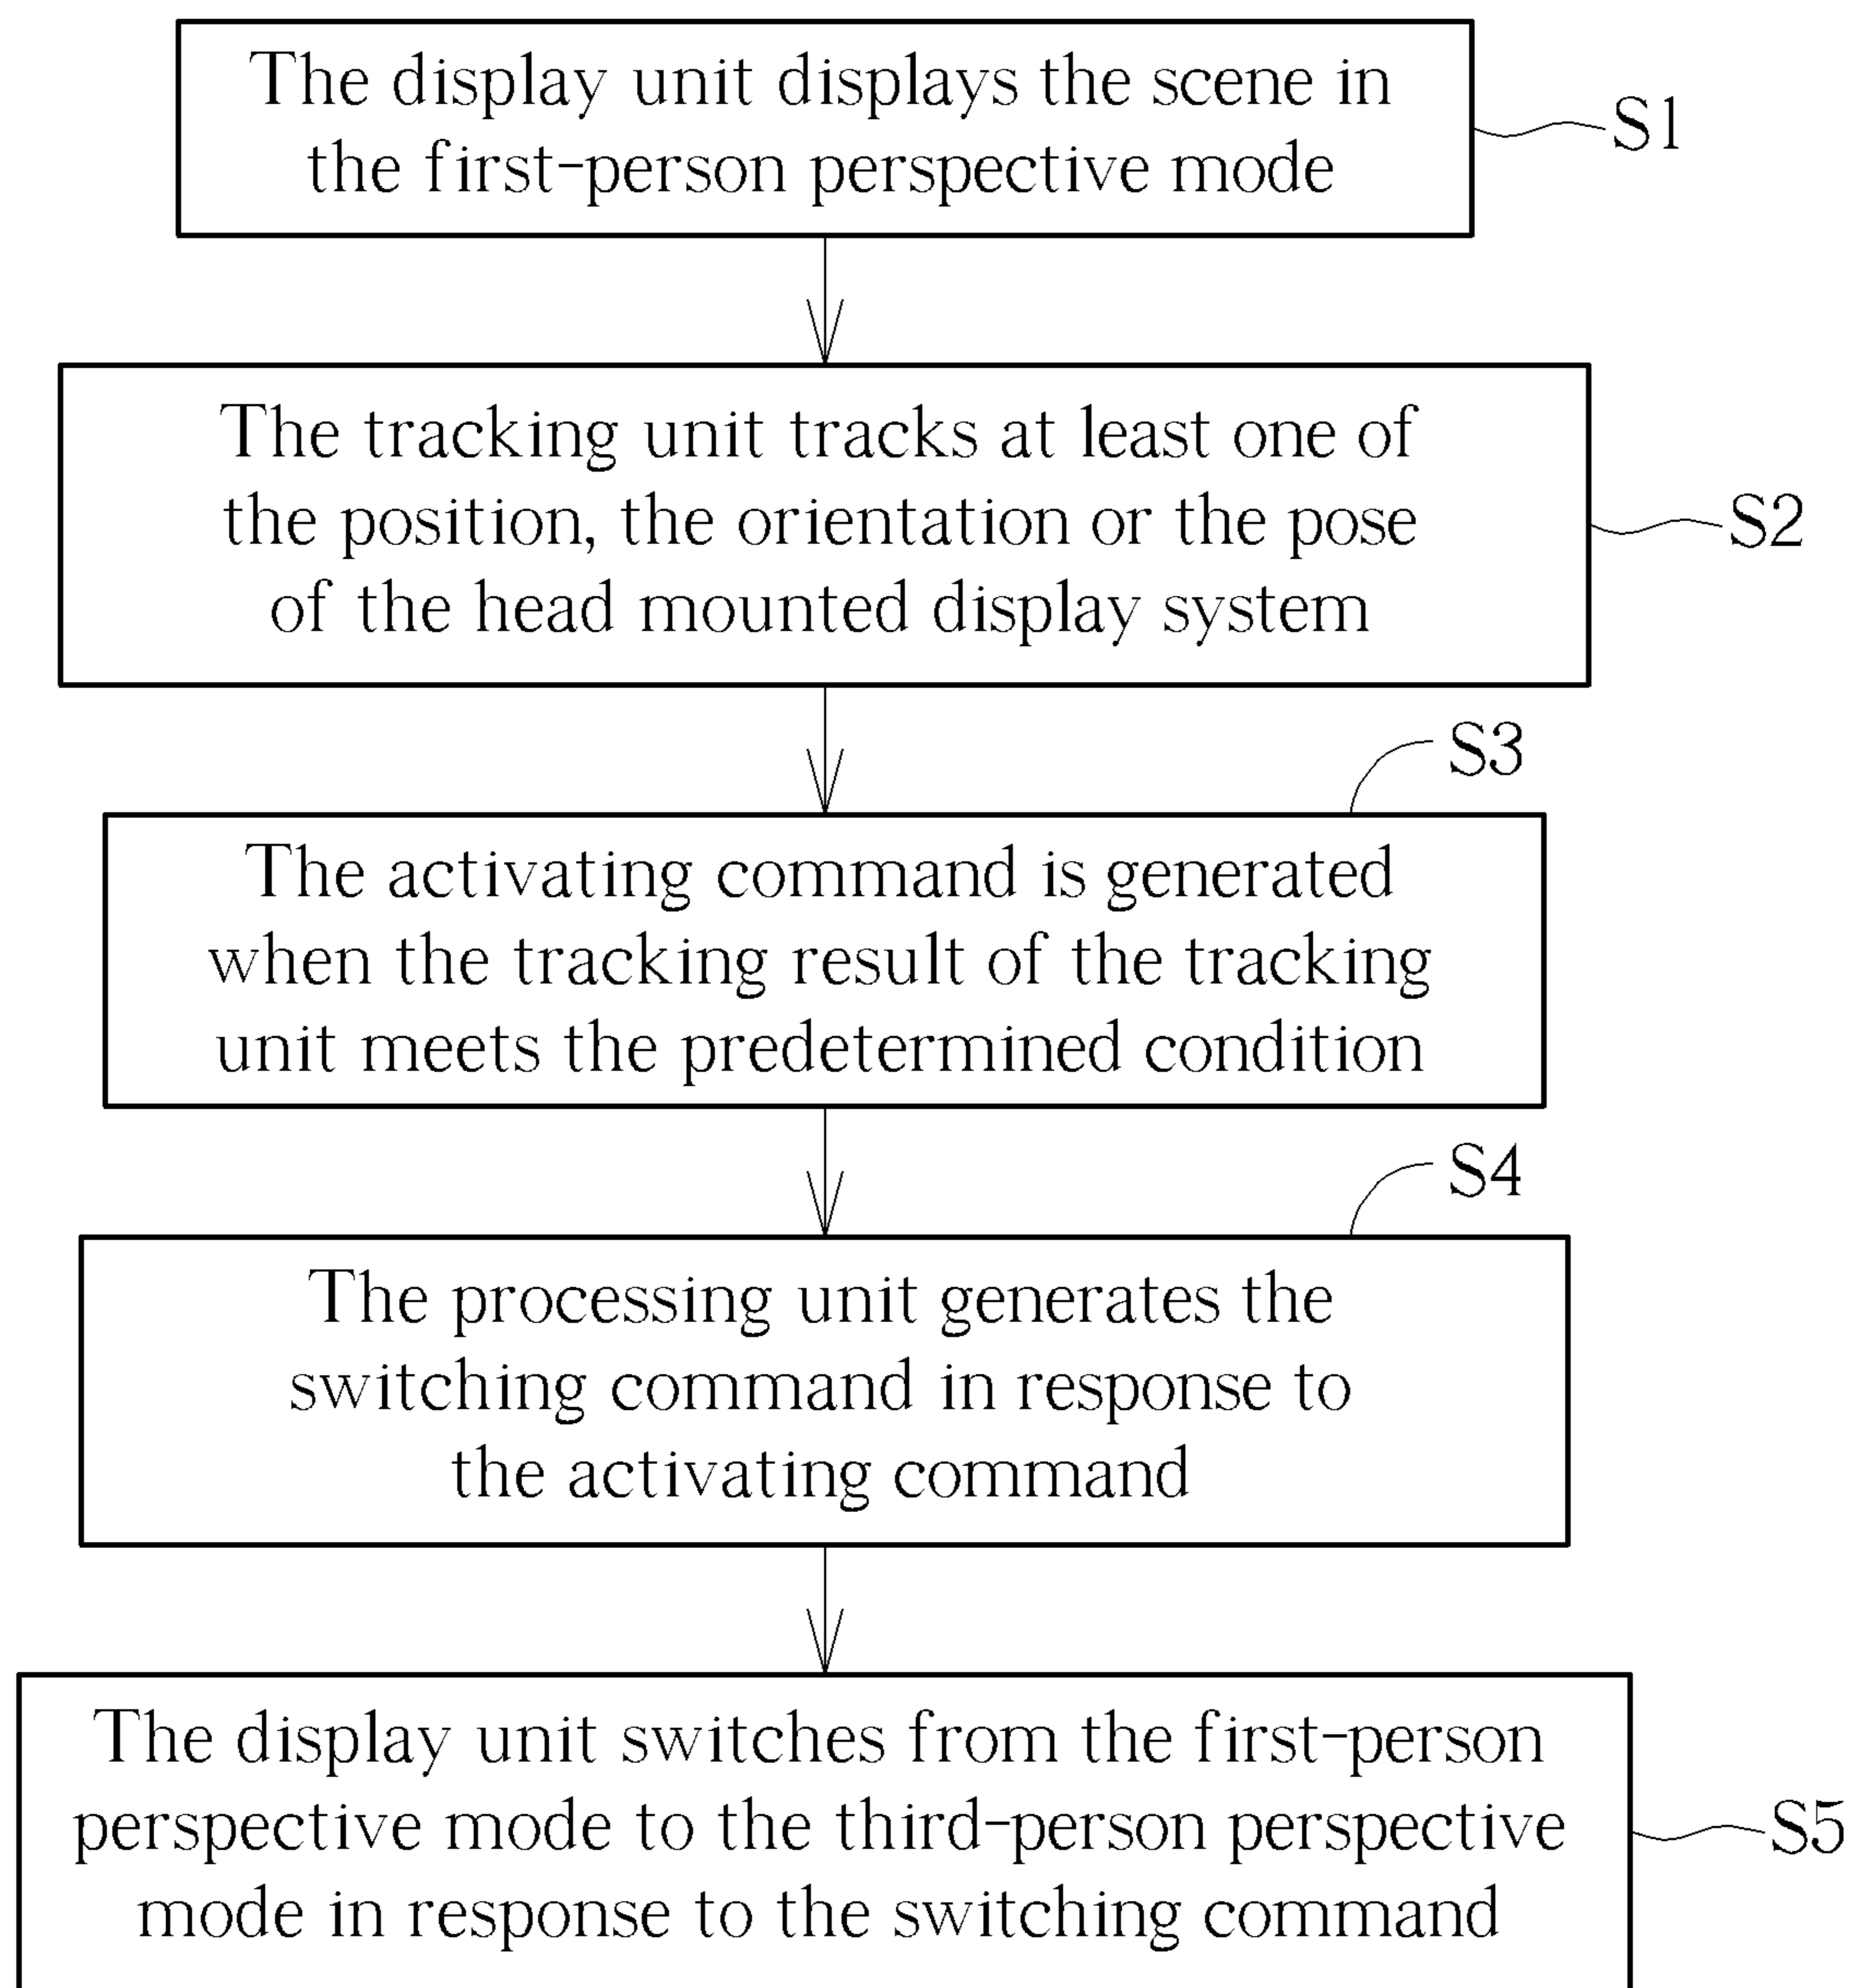 The display unit displays the scene in
the first-person perspective mode
S1
The tracking unit tracks at least one of
the position, the orientation or the pose
of the head mounted display system
S2
S3
The activating command is generated
when the tracking result of the tracking
unit meets the predetermined condition
S4
The processing unit generates the
switching command in response to
the activating command
The display unit switches from the first-person
perspective mode to the third-person perspective
mode in response to the switching command
S5